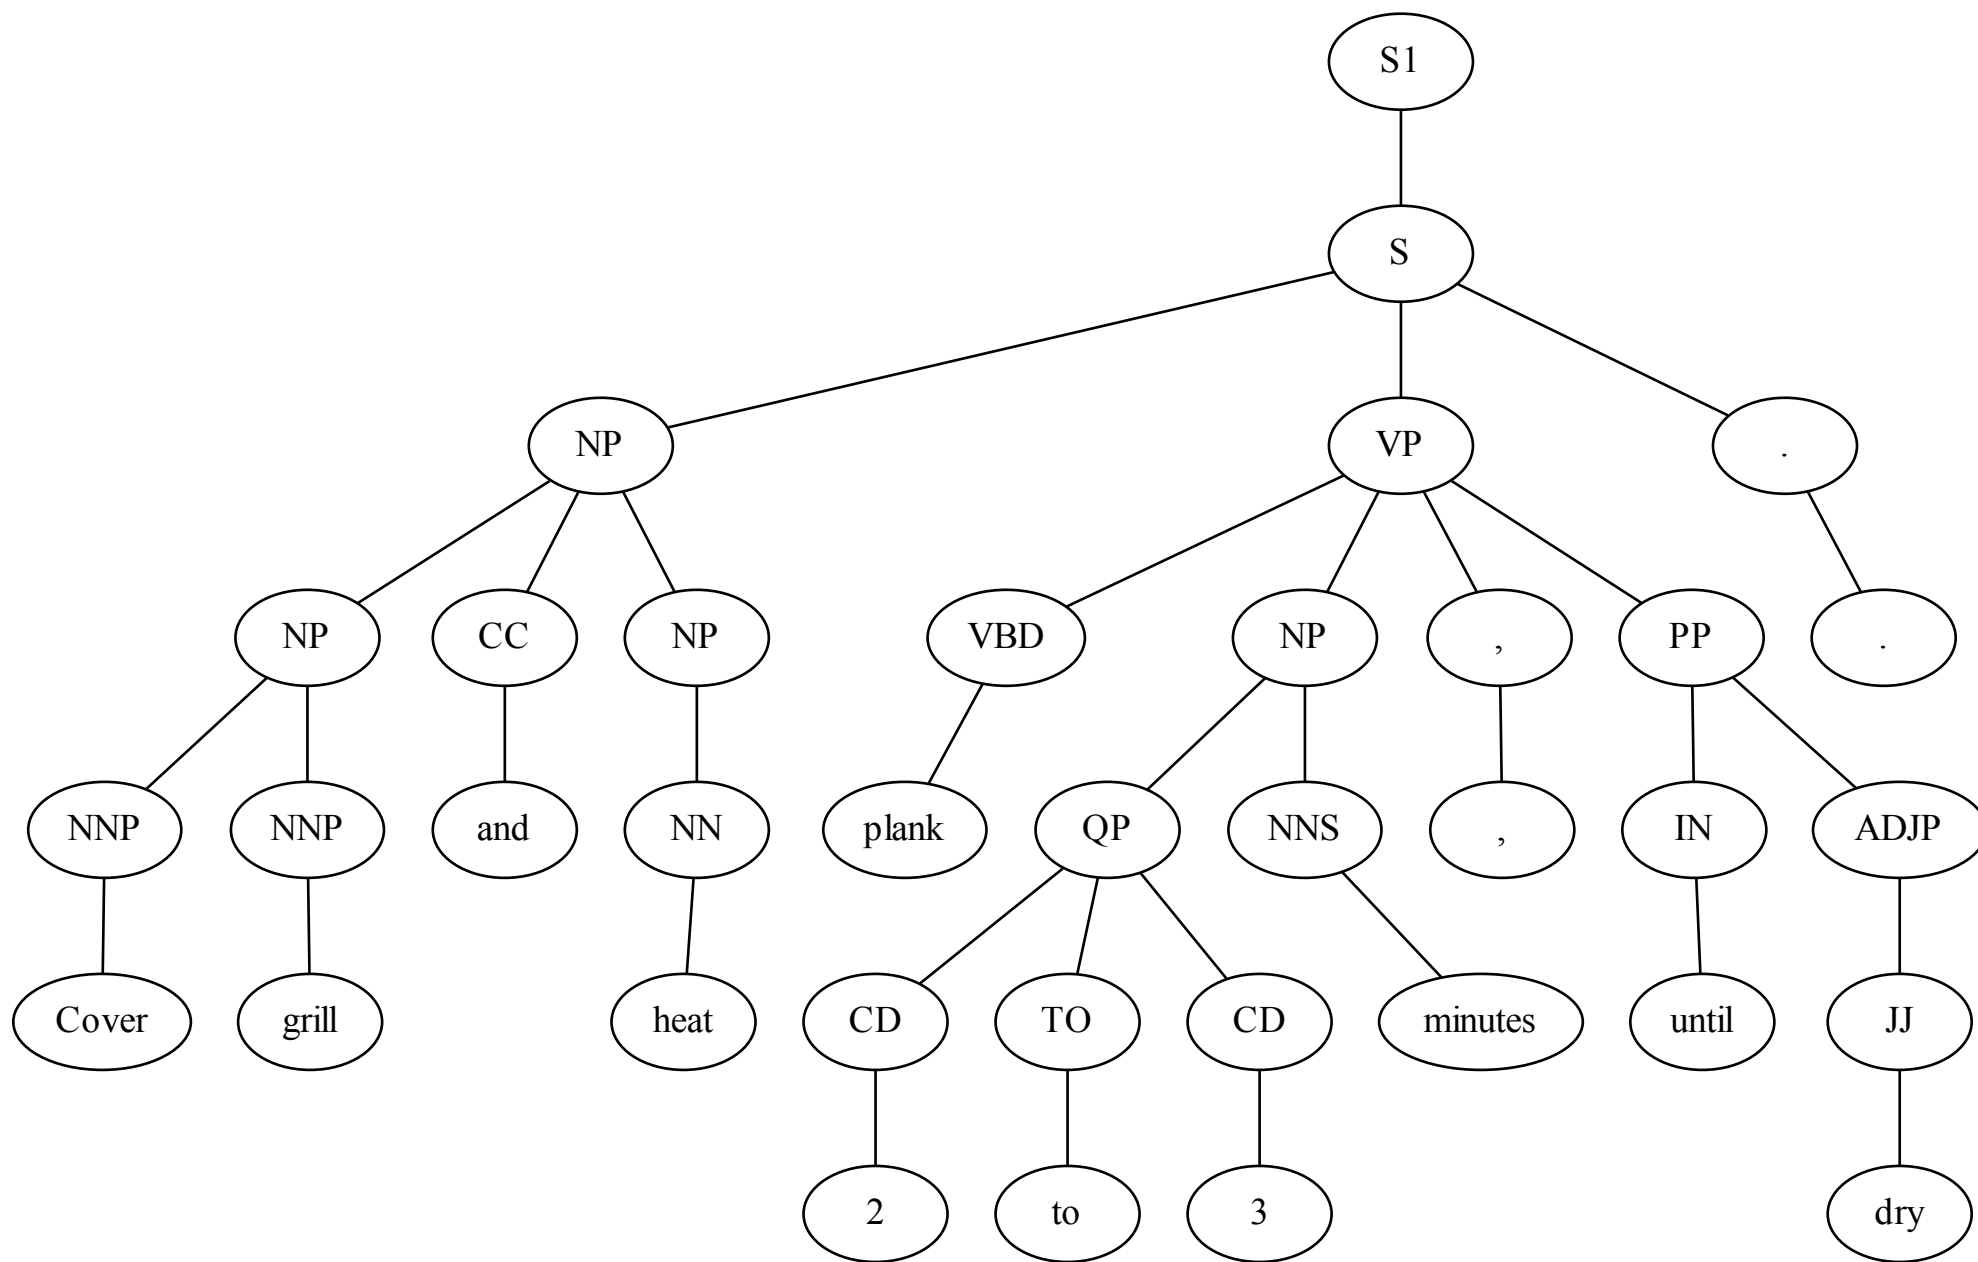 S1
S
NP VP .
NP CC NP VBD NP , PP .
NNP NNP and NN plank QP NNS , IN ADJP
Cover grill heat CD TO CD minutes until JJ
2 to 3 dry